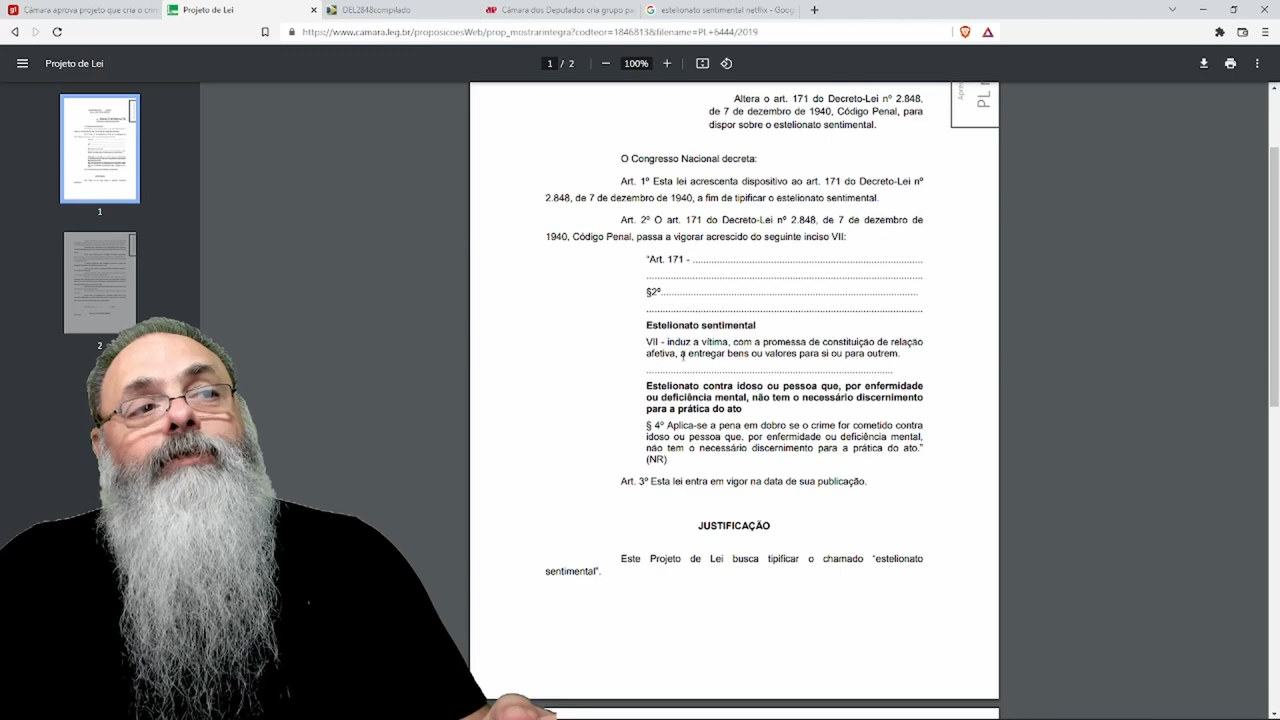 Câmara aprova projeto que cria o cri
Projeto de Lei
DEL2848compilado
Câmara dos Deputados cria grupo pa
estelionato sentimental netflix - Goog
https://www.camara.leg.br/proposicoesWeb/prop_mostrarintegra?codteor=1846813&filename=PL+6444/2019
Projeto de Lei
1 / 2
100%
1
2
Apres
PL
Altera o art. 171 do Decreto-Lei nº 2.848,
de 7 de dezembro de 1940, Código Penal, para
dispor sobre o estelionato sentimental.
O Congresso Nacional decreta:
Art. 1º Esta lei acrescenta dispositivo ao art. 171 do Decreto-Lei nº
2.848, de 7 de dezembro de 1940, a fim de tipificar o estelionato sentimental.
Art. 2º O art. 171 do Decreto-Lei nº 2.848, de 7 de dezembro de
1940, Código Penal, passa a vigorar acrescido do seguinte inciso VII:
“Art. 171 - ........................................................................
....................................................................................
§2º..................................................................................
....................................................................................
Estelionato sentimental
VII - induz a vítima, com a promessa de constituição de relação
afetiva, a entregar bens ou valores para si ou para outrem.
..........................................................................
Estelionato contra idoso ou pessoa que, por enfermidade
ou deficiência mental, não tem o necessário discernimento
para a prática do ato
§ 4º Aplica-se a pena em dobro se o crime for cometido contra
idoso ou pessoa que, por enfermidade ou deficiência mental,
não tem o necessário discernimento para a prática do ato.”
(NR)
Art. 3º Esta lei entra em vigor na data de sua publicação.
JUSTIFICAÇÃO
Este Projeto de Lei busca tipificar o chamado “estelionato
sentimental”.